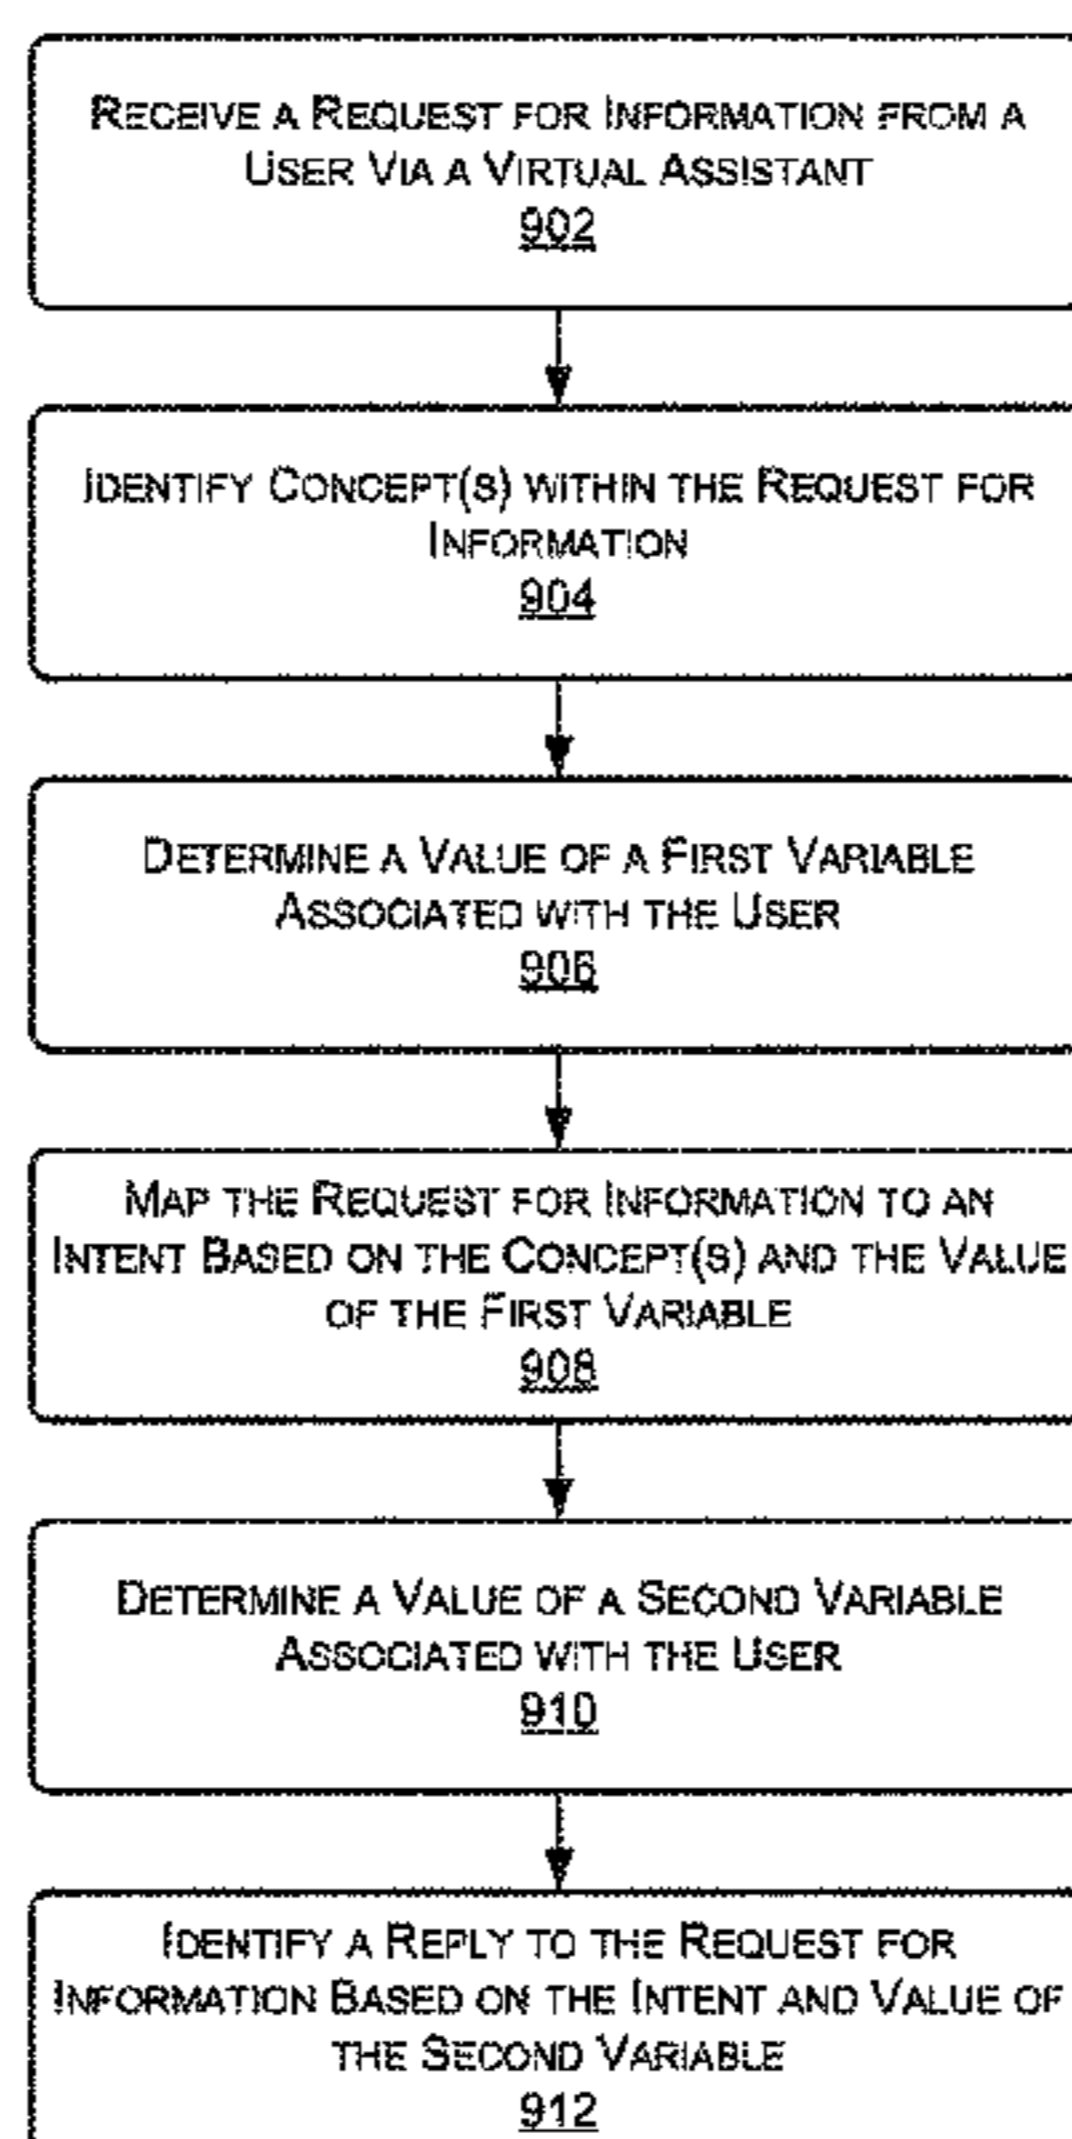 RECEIVE A REQUEST FOR INFORMATION FROM A
USER VIA A VIRTUAL ASSISTANT
902
IDENTIFY CONCEPT(S) WITHIN THE REQUEST FOR
INFORMATION
904
DETERMINE A VALUE OF A FIRST VARIABLE
ASSOCIATED WITH THE USER
906
MAP THE REQUEST FOR INFORMATION TO AN
INTENT BASED ON THE CONCEPT(S) AND THE VALUE
OF THE FIRST VARIABLE
908
DETERMINE A VALUE OF A SECOND VARIABLE
ASSOCIATED WITH THE USER
910
IDENTIFY A REPLY TO THE REQUEST FOR
INFORMATION BASED ON THE INTENT AND VALUE OF
THE SECOND VARIABLE
912